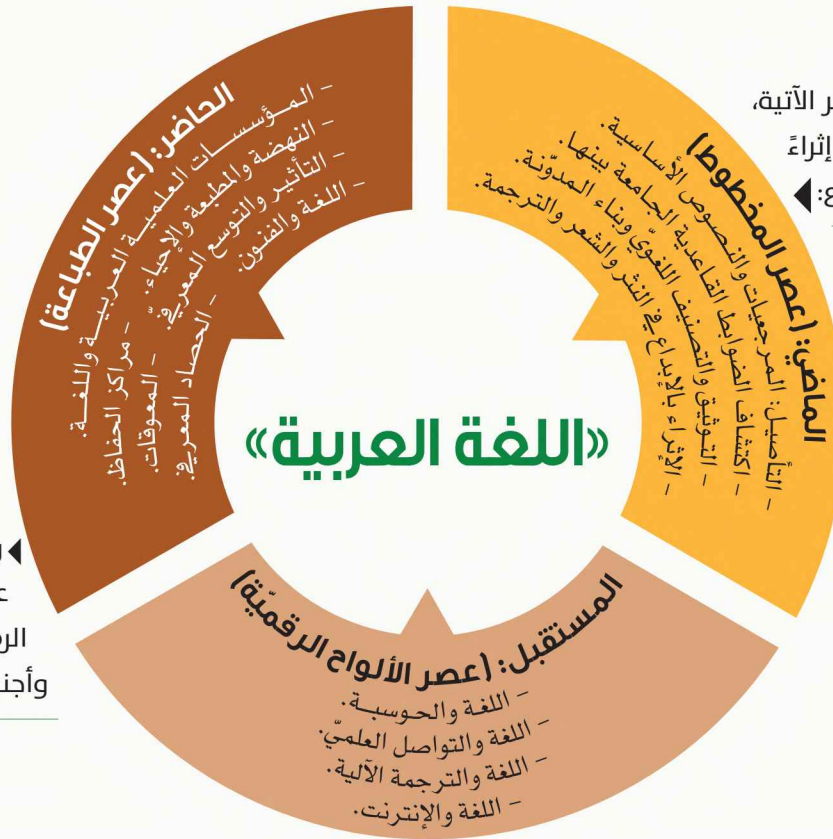 «اللغة العربية»
الماضي: (عصر المخطوط)
- التأصيل: المرجعيات والنصوص الأساسية.
- اكتشاف الضوابط القاعدية الجامعة بينها.
- التوثيق والتصنيف اللغويّ وبناء المدوّنة.
- الإثراء بالإبداع في النثر والشعر والترجمة.
الحاضر: (عصر الطباعة)
- المؤسسات العلمية العربية واللغة.
- النهضة والمطبعة والإحياء. - مراكز الحفاظ.
- التأثير والتوسع المعرفيّ. - المعوقات.
- اللغة والفنون. - الحصاد المعرفي.
المستقبل: (عصر الألواح الرقميّة)
- اللغة والحوسبة.
- اللغة والتواصل العلميّ.
- اللغة والترجمة الآلية.
- اللغة والإنترنت.
ر الآتية،
إثراءً
ع:
الر
وأجن